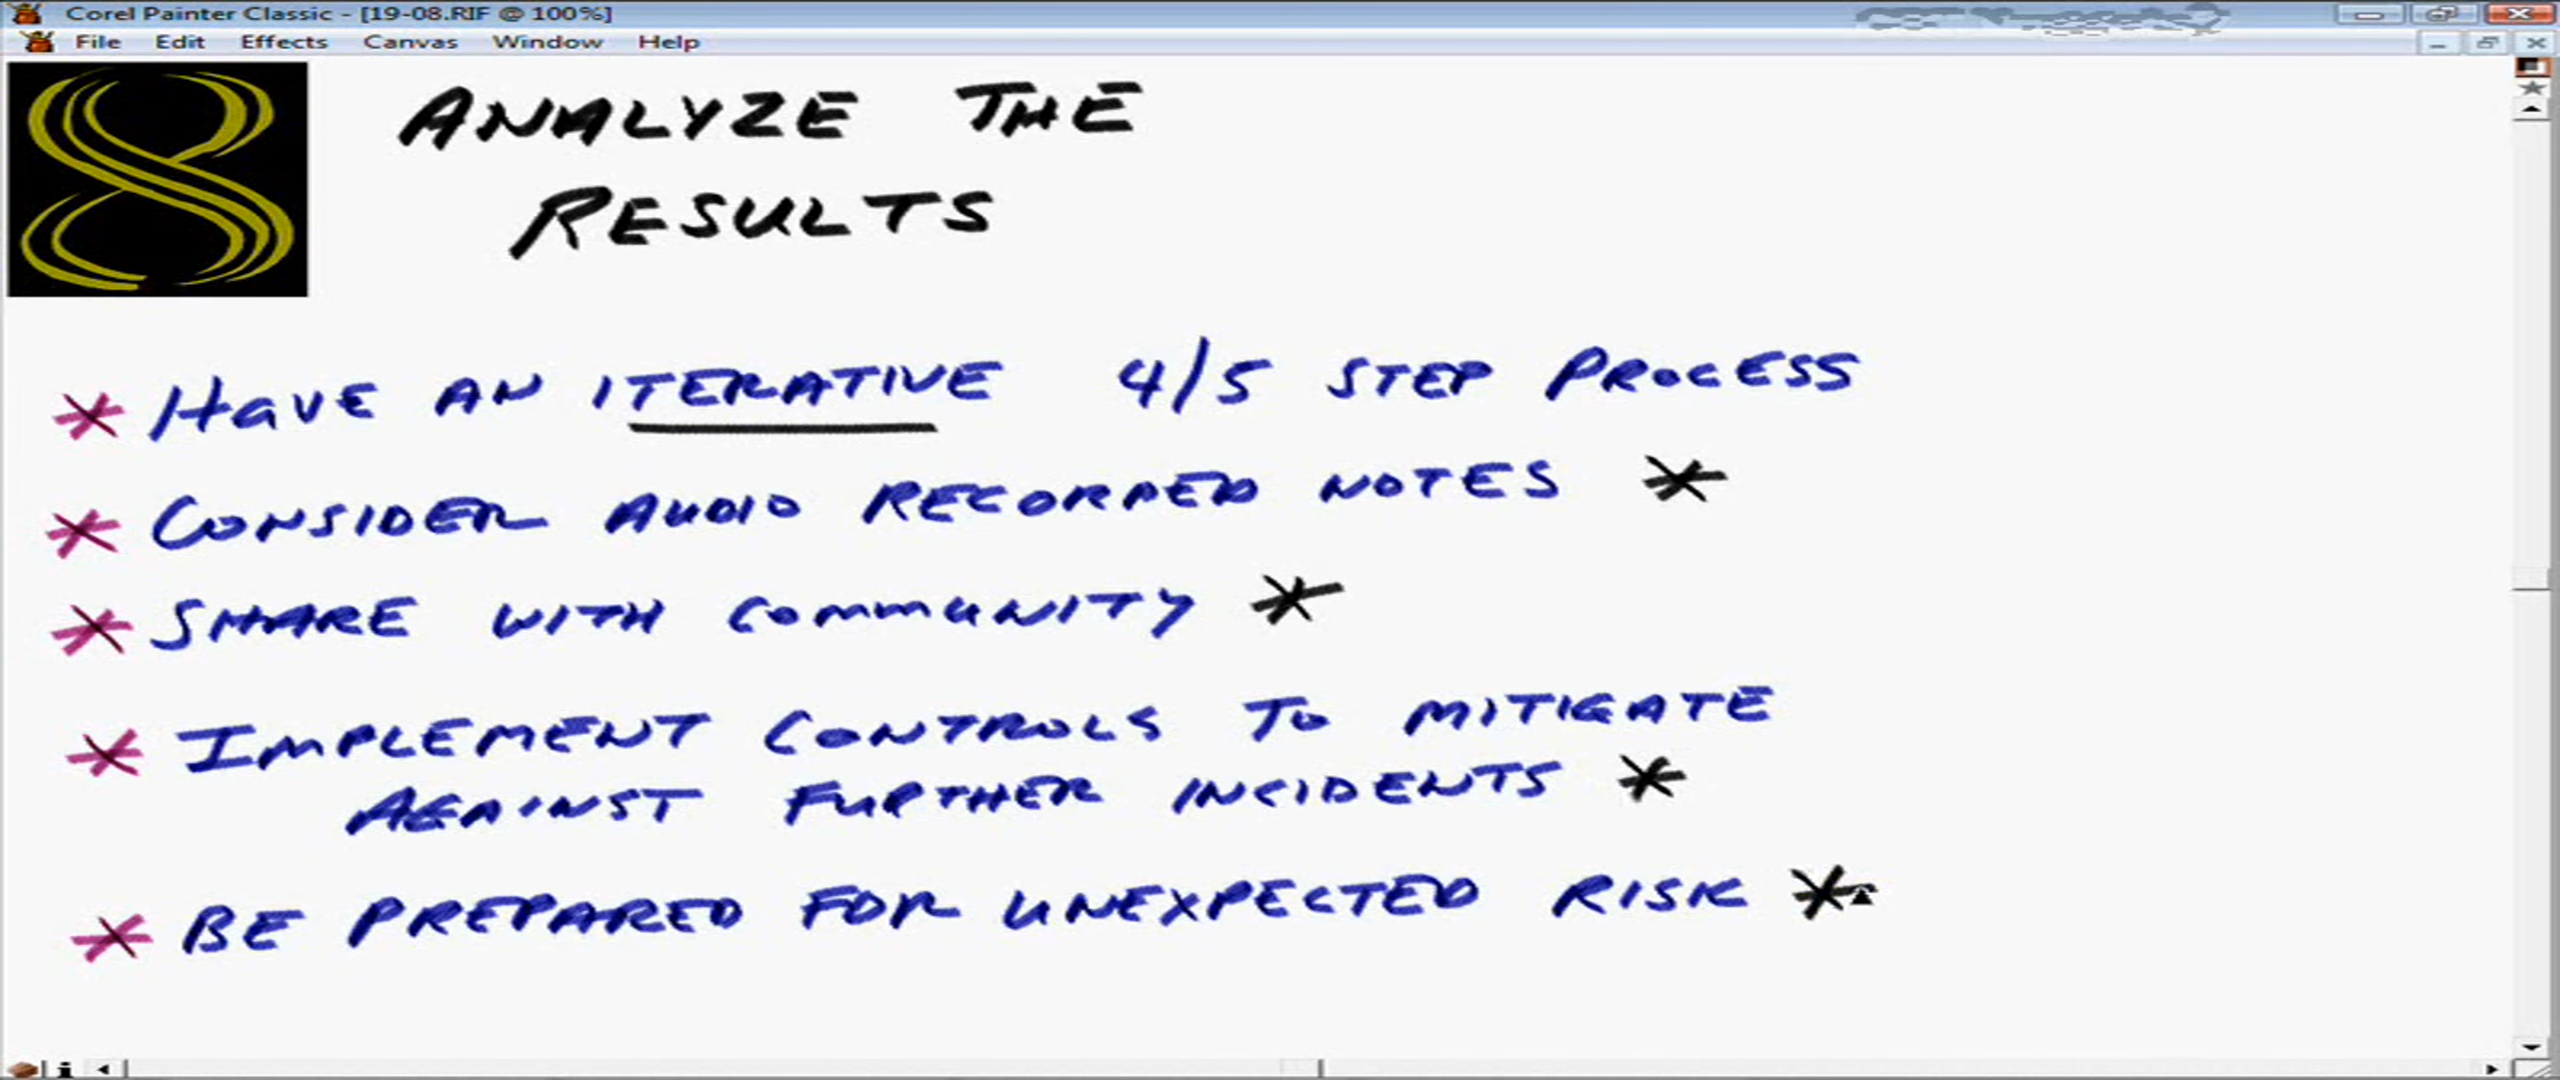 Corel Painter Classic - [19-08.RIF @ 100%]
File Edit Effects Canvas Window Help
8 ANALYZE THE
RESULTS
* HAVE AN ITERATIVE 4/5 STEP PROCESS
* CONSIDER AUDIO RECORDED NOTES *
* SHARE WITH COMMUNITY *
* IMPLEMENT CONTROLS TO MITIGATE
AGAINST FURTHER INCIDENTS *
* BE PREPARED FOR UNEXPECTED RISK *